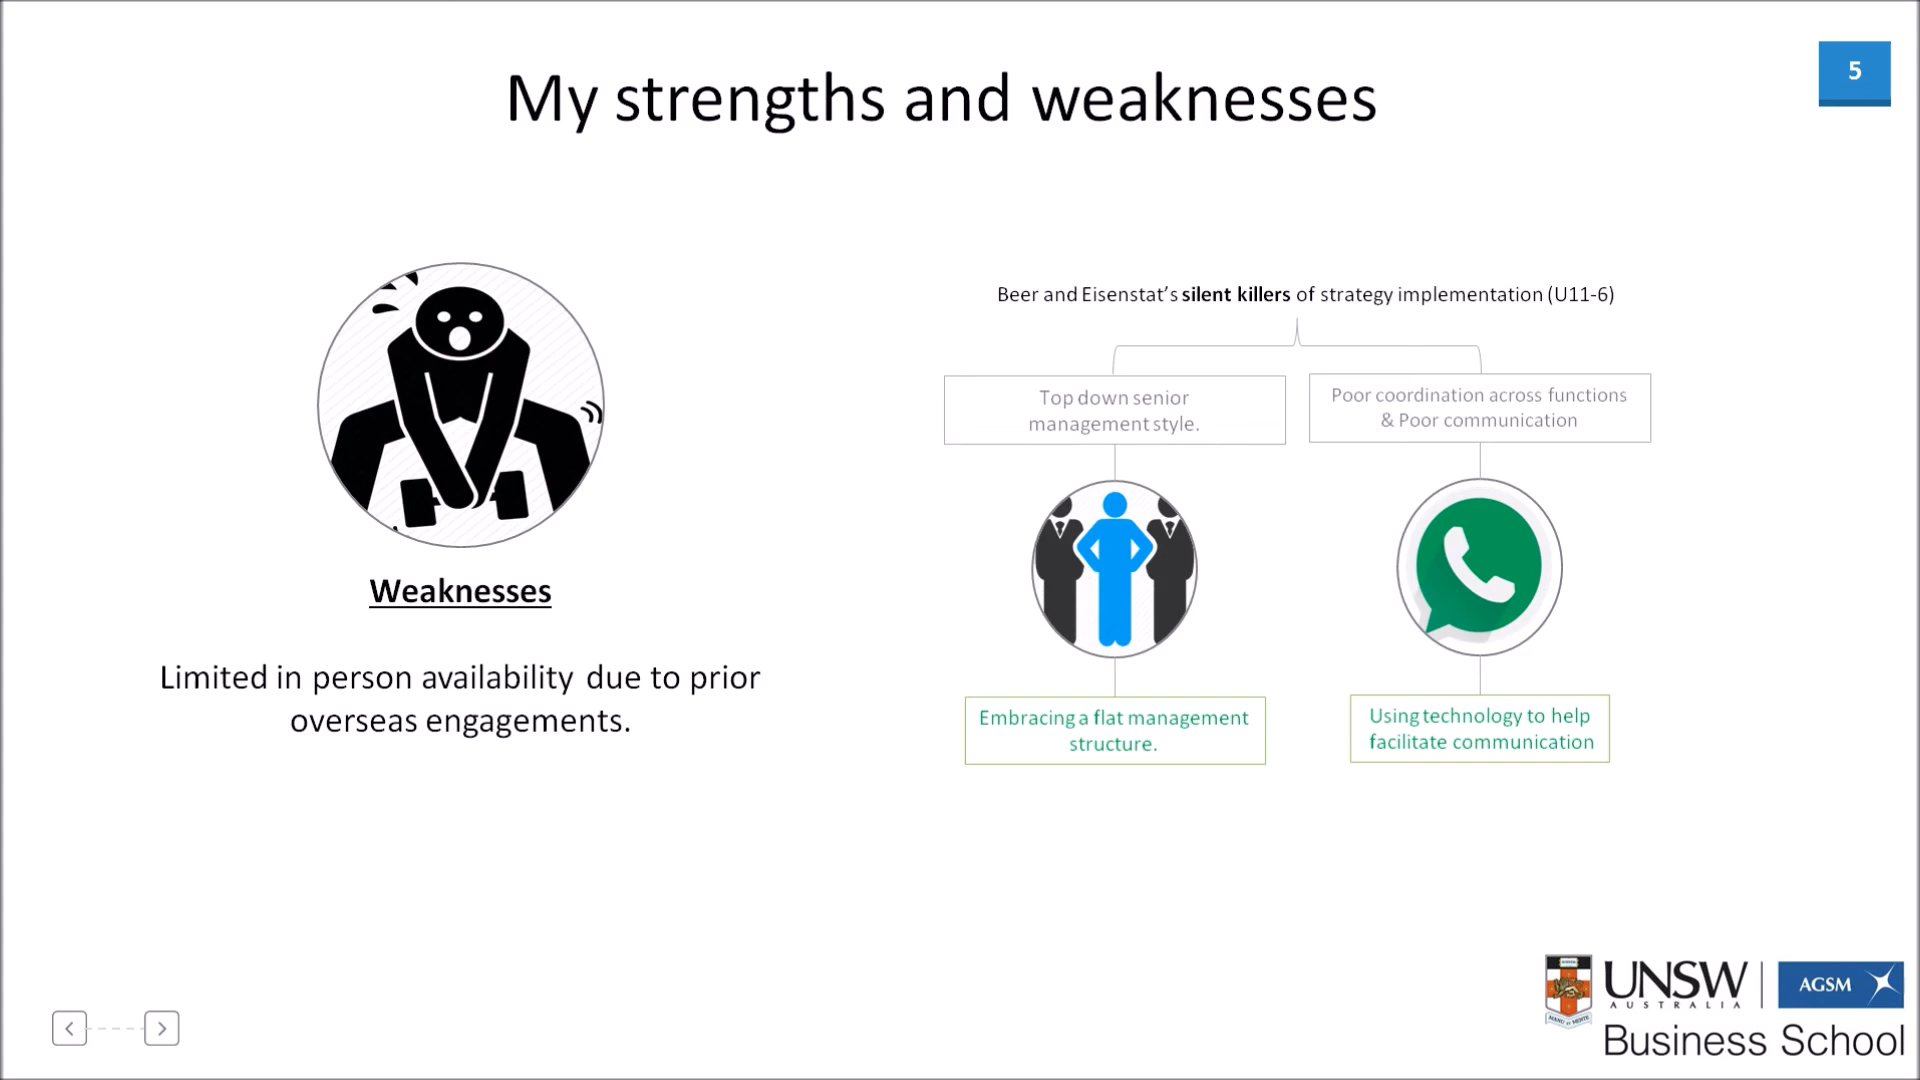 My strengths and weaknesses
5
Beer and Eisenstat's silent killers of strategy implementation (U11-6)
Top down senior
management style.
Poor coordination across functions
& Poor communication
Weaknesses
Limited in person availability due to prior
overseas engagements.
Embracing a flat management
structure.
Using technology to help
facilitate communication
UNSW
AUSTRALIA
AGSM
Business School